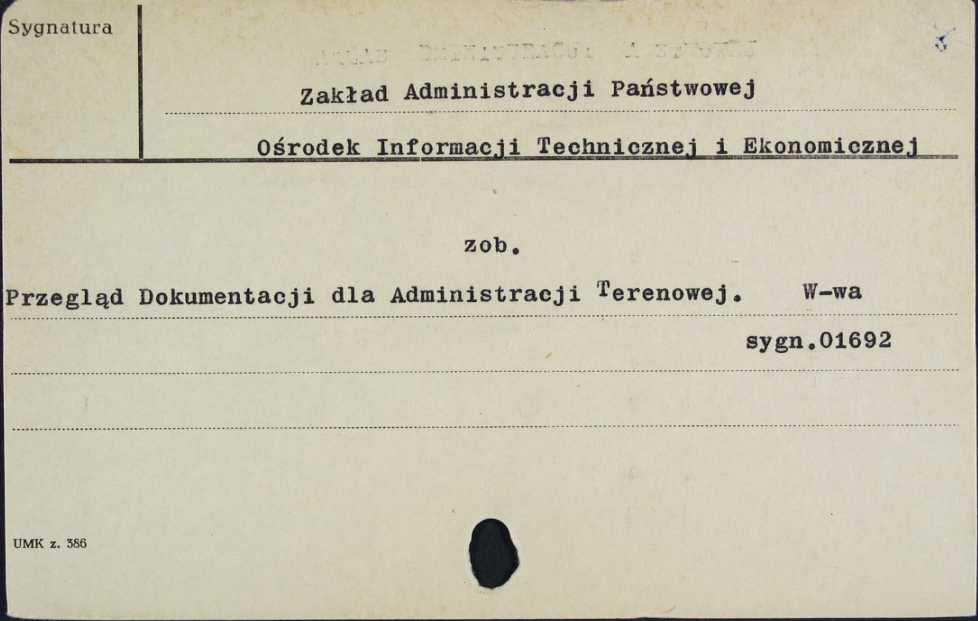 Sygnatura
Zakład Administracji Państwowej
Ośrodek Informacji Technicznej i Ekonomicznej
zob.
Przegląd Dokumentacji dla Administracji Terenowej. W-wa
sygn.01692
UMK z. 386